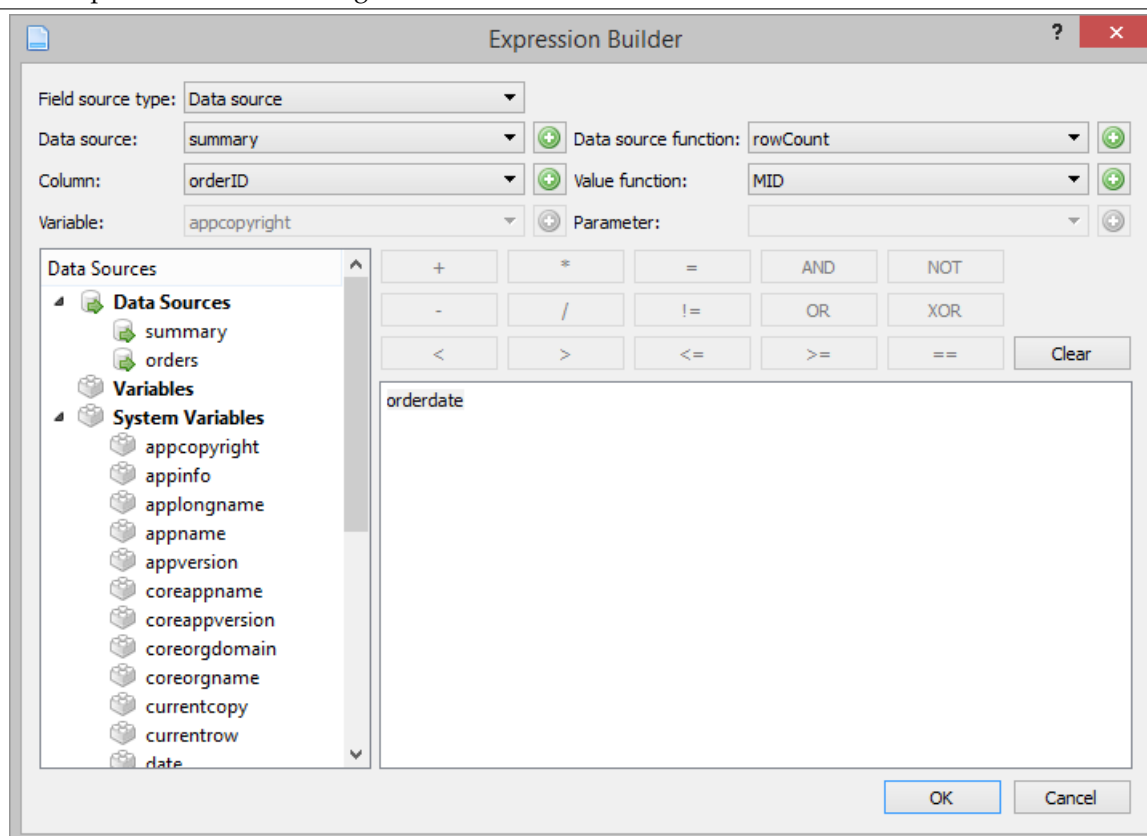 Expression Builder ?
Field source type: Data source
Data source: summary Data source function: rowCount
Column: orderID Value function: MID
Variable: appcopyright Parameter:
Data Sources + * = AND NOT
Data Sources - / != OR XOR
summary
orders < > <= >= == Clear
Variables orderdate
System Variables
appcopyright
appinfo
applongname
appname
appversion
coreappname
coreappversion
coreorgdomain
coreorgname
currentcopy
currentrow
date
OK Cancel